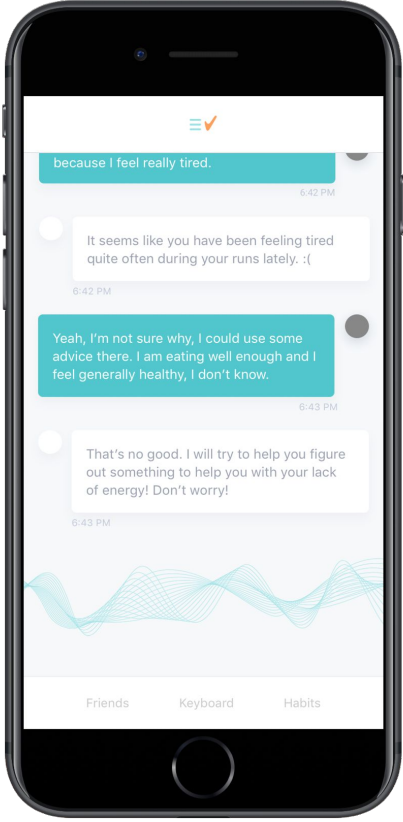 because I feel really tired.
6:42 PM
It seems like you have been feeling tired
quite often during your runs lately. :(
6:42 PM
Yeah, I’m not sure why, I could use some
advice there. I am eating well enough and I
feel generally healthy, I don’t know.
6:43 PM
That’s no good. I will try to help you figure
out something to help you with your lack
of energy! Don’t worry!
6:43 PM
Friends Keyboard Habits